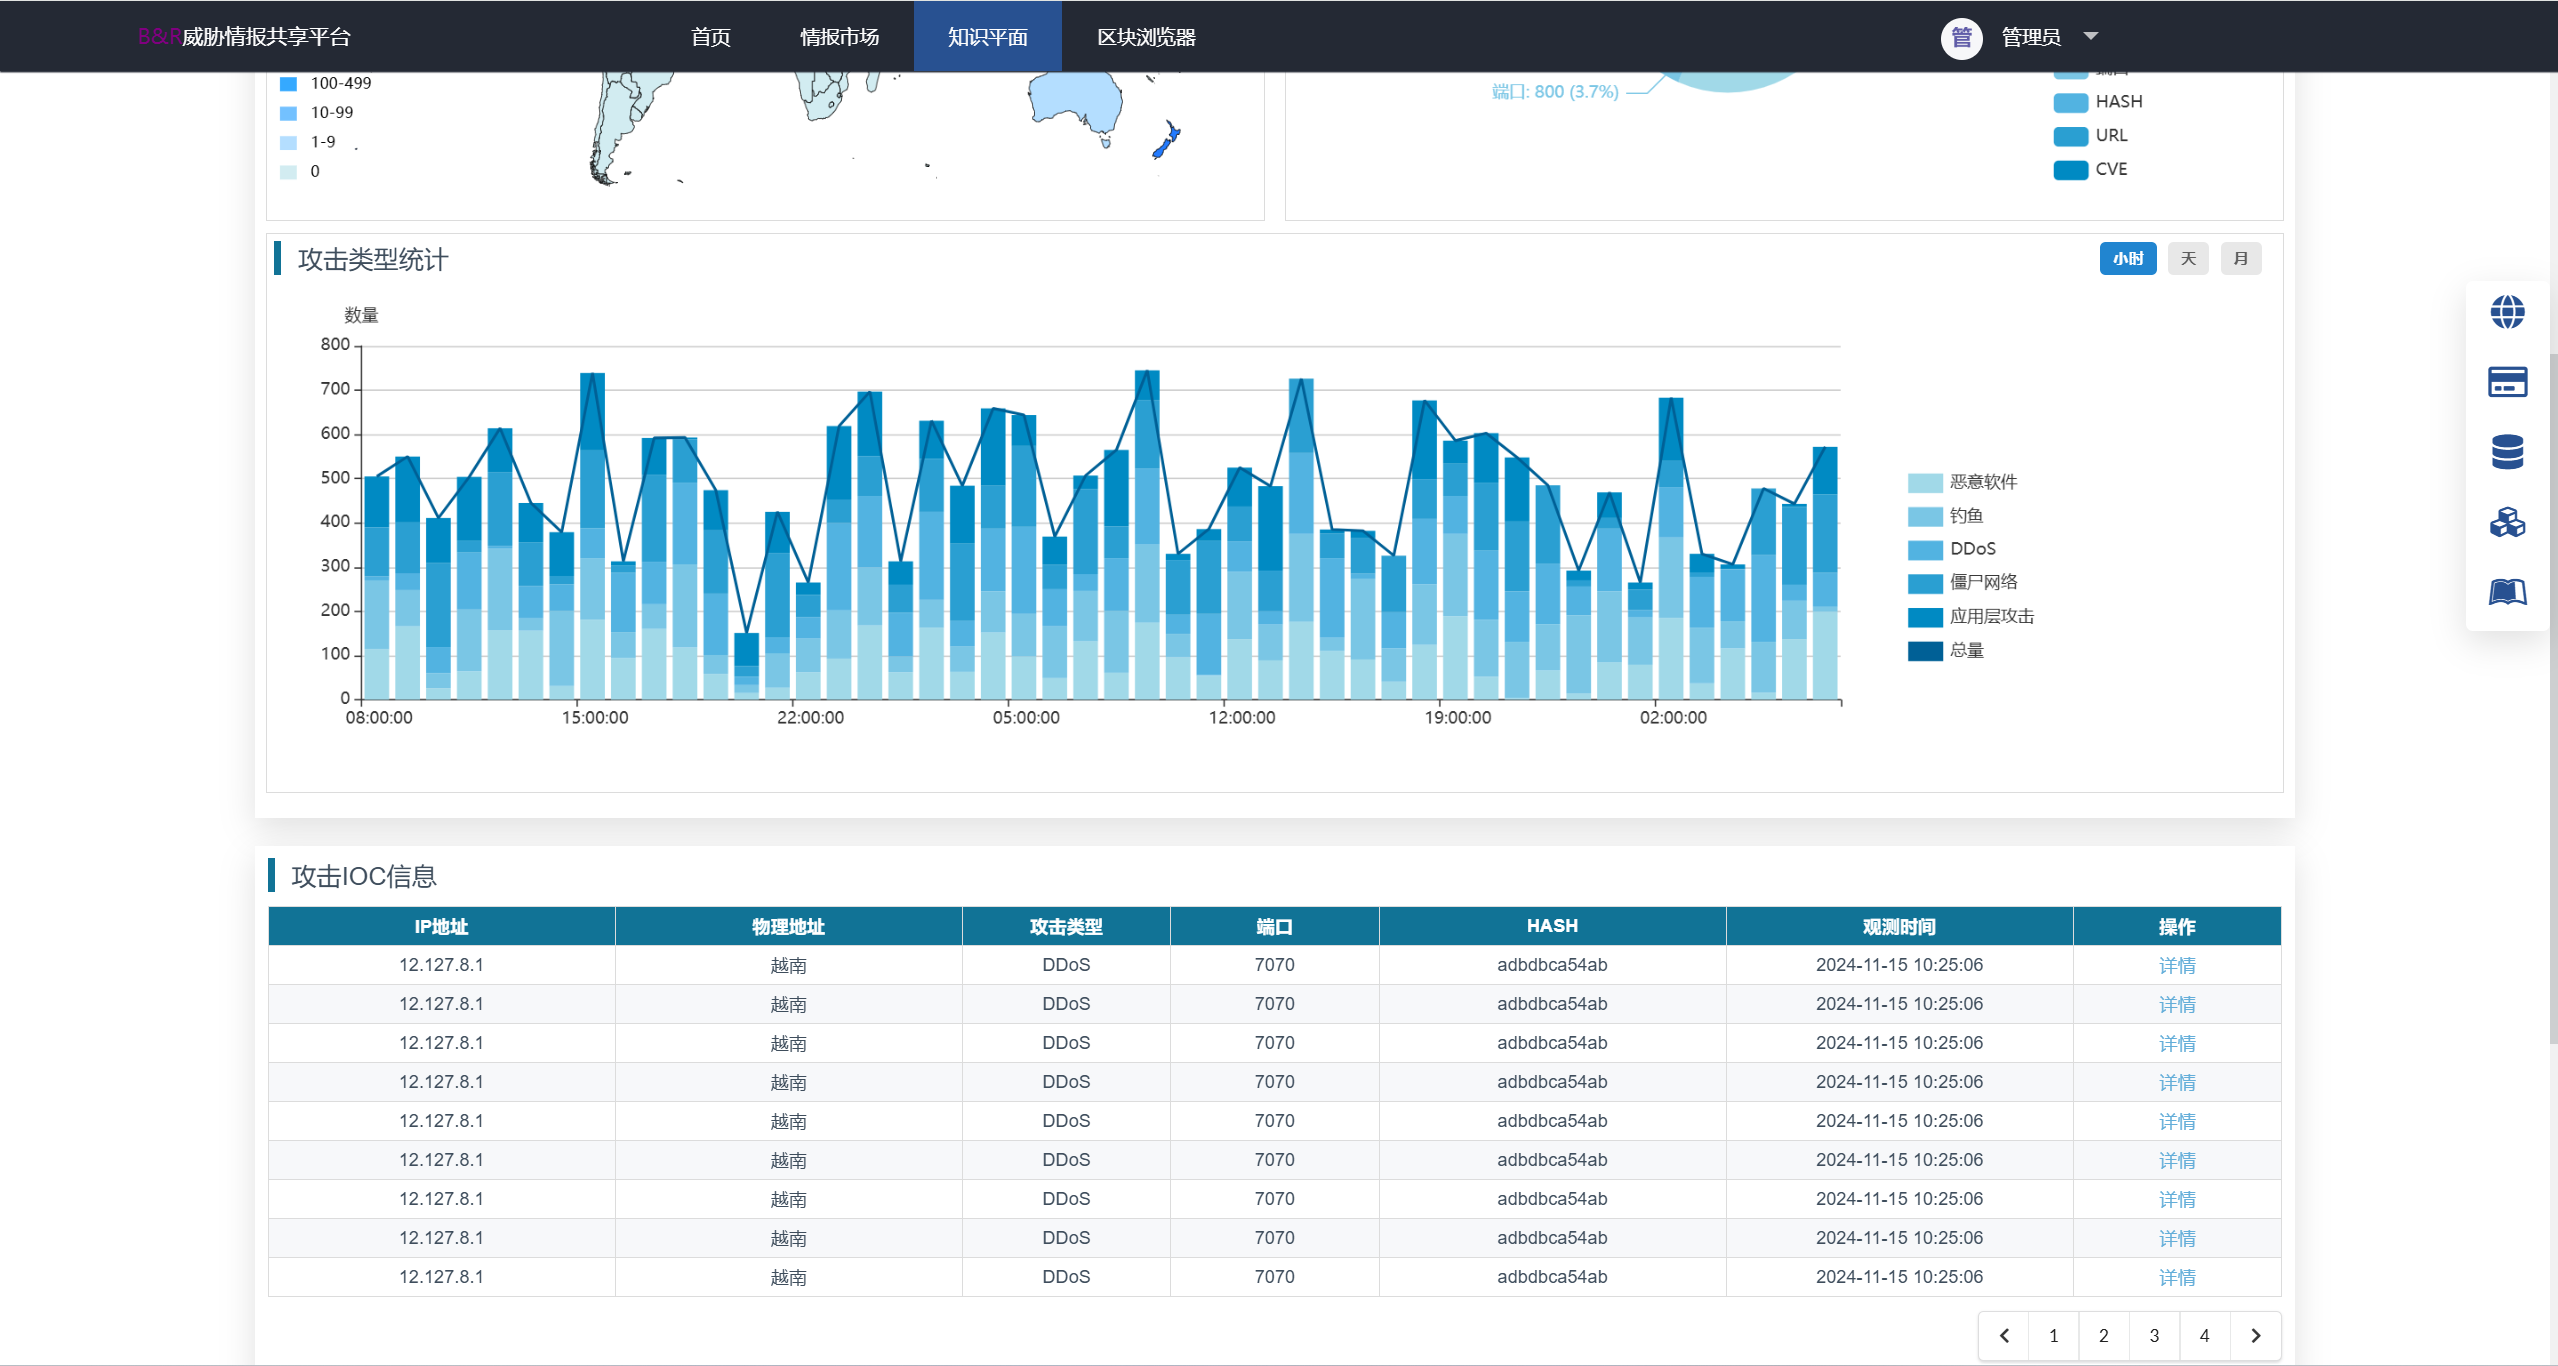 B&R威胁情报共享平台 首页 情报市场 知识平面 区块浏览器 管 管理员
100-499
10-99
1-9
0
端口: 800 (3.7%)
HASH
URL
CVE
攻击类型统计
小时 天 月
数量
800
700
600
500
400
300
200
100
0
08:00:00 15:00:00 22:00:00 05:00:00 12:00:00 19:00:00 02:00:00
恶意软件
钓鱼
DDoS
僵尸网络
应用层攻击
总量
攻击IOC信息
IP地址 物理地址 攻击类型 端口 HASH 观测时间 操作
12.127.8.1 越南 DDoS 7070 adbdbca54ab 2024-11-15 10:25:06 详情
12.127.8.1 越南 DDoS 7070 adbdbca54ab 2024-11-15 10:25:06 详情
12.127.8.1 越南 DDoS 7070 adbdbca54ab 2024-11-15 10:25:06 详情
12.127.8.1 越南 DDoS 7070 adbdbca54ab 2024-11-15 10:25:06 详情
12.127.8.1 越南 DDoS 7070 adbdbca54ab 2024-11-15 10:25:06 详情
12.127.8.1 越南 DDoS 7070 adbdbca54ab 2024-11-15 10:25:06 详情
12.127.8.1 越南 DDoS 7070 adbdbca54ab 2024-11-15 10:25:06 详情
12.127.8.1 越南 DDoS 7070 adbdbca54ab 2024-11-15 10:25:06 详情
12.127.8.1 越南 DDoS 7070 adbdbca54ab 2024-11-15 10:25:06 详情
1 2 3 4